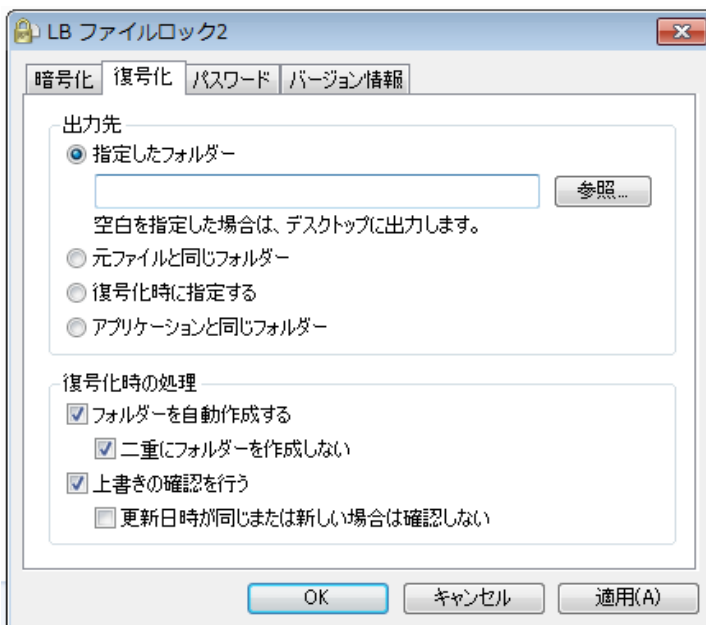 LB ファイルロック2
暗号化 復号化 パスワード バージョン情報
出力先
指定したフォルダー
参照...
空白を指定した場合は、デスクトップに出力します。
元ファイルと同じフォルダー
復号化時に指定する
アプリケーションと同じフォルダー
復号化時の処理
フォルダーを自動作成する
二重にフォルダーを作成しない
上書きの確認を行う
更新日時が同じまたは新しい場合は確認しない
OK キャンセル 適用(A)